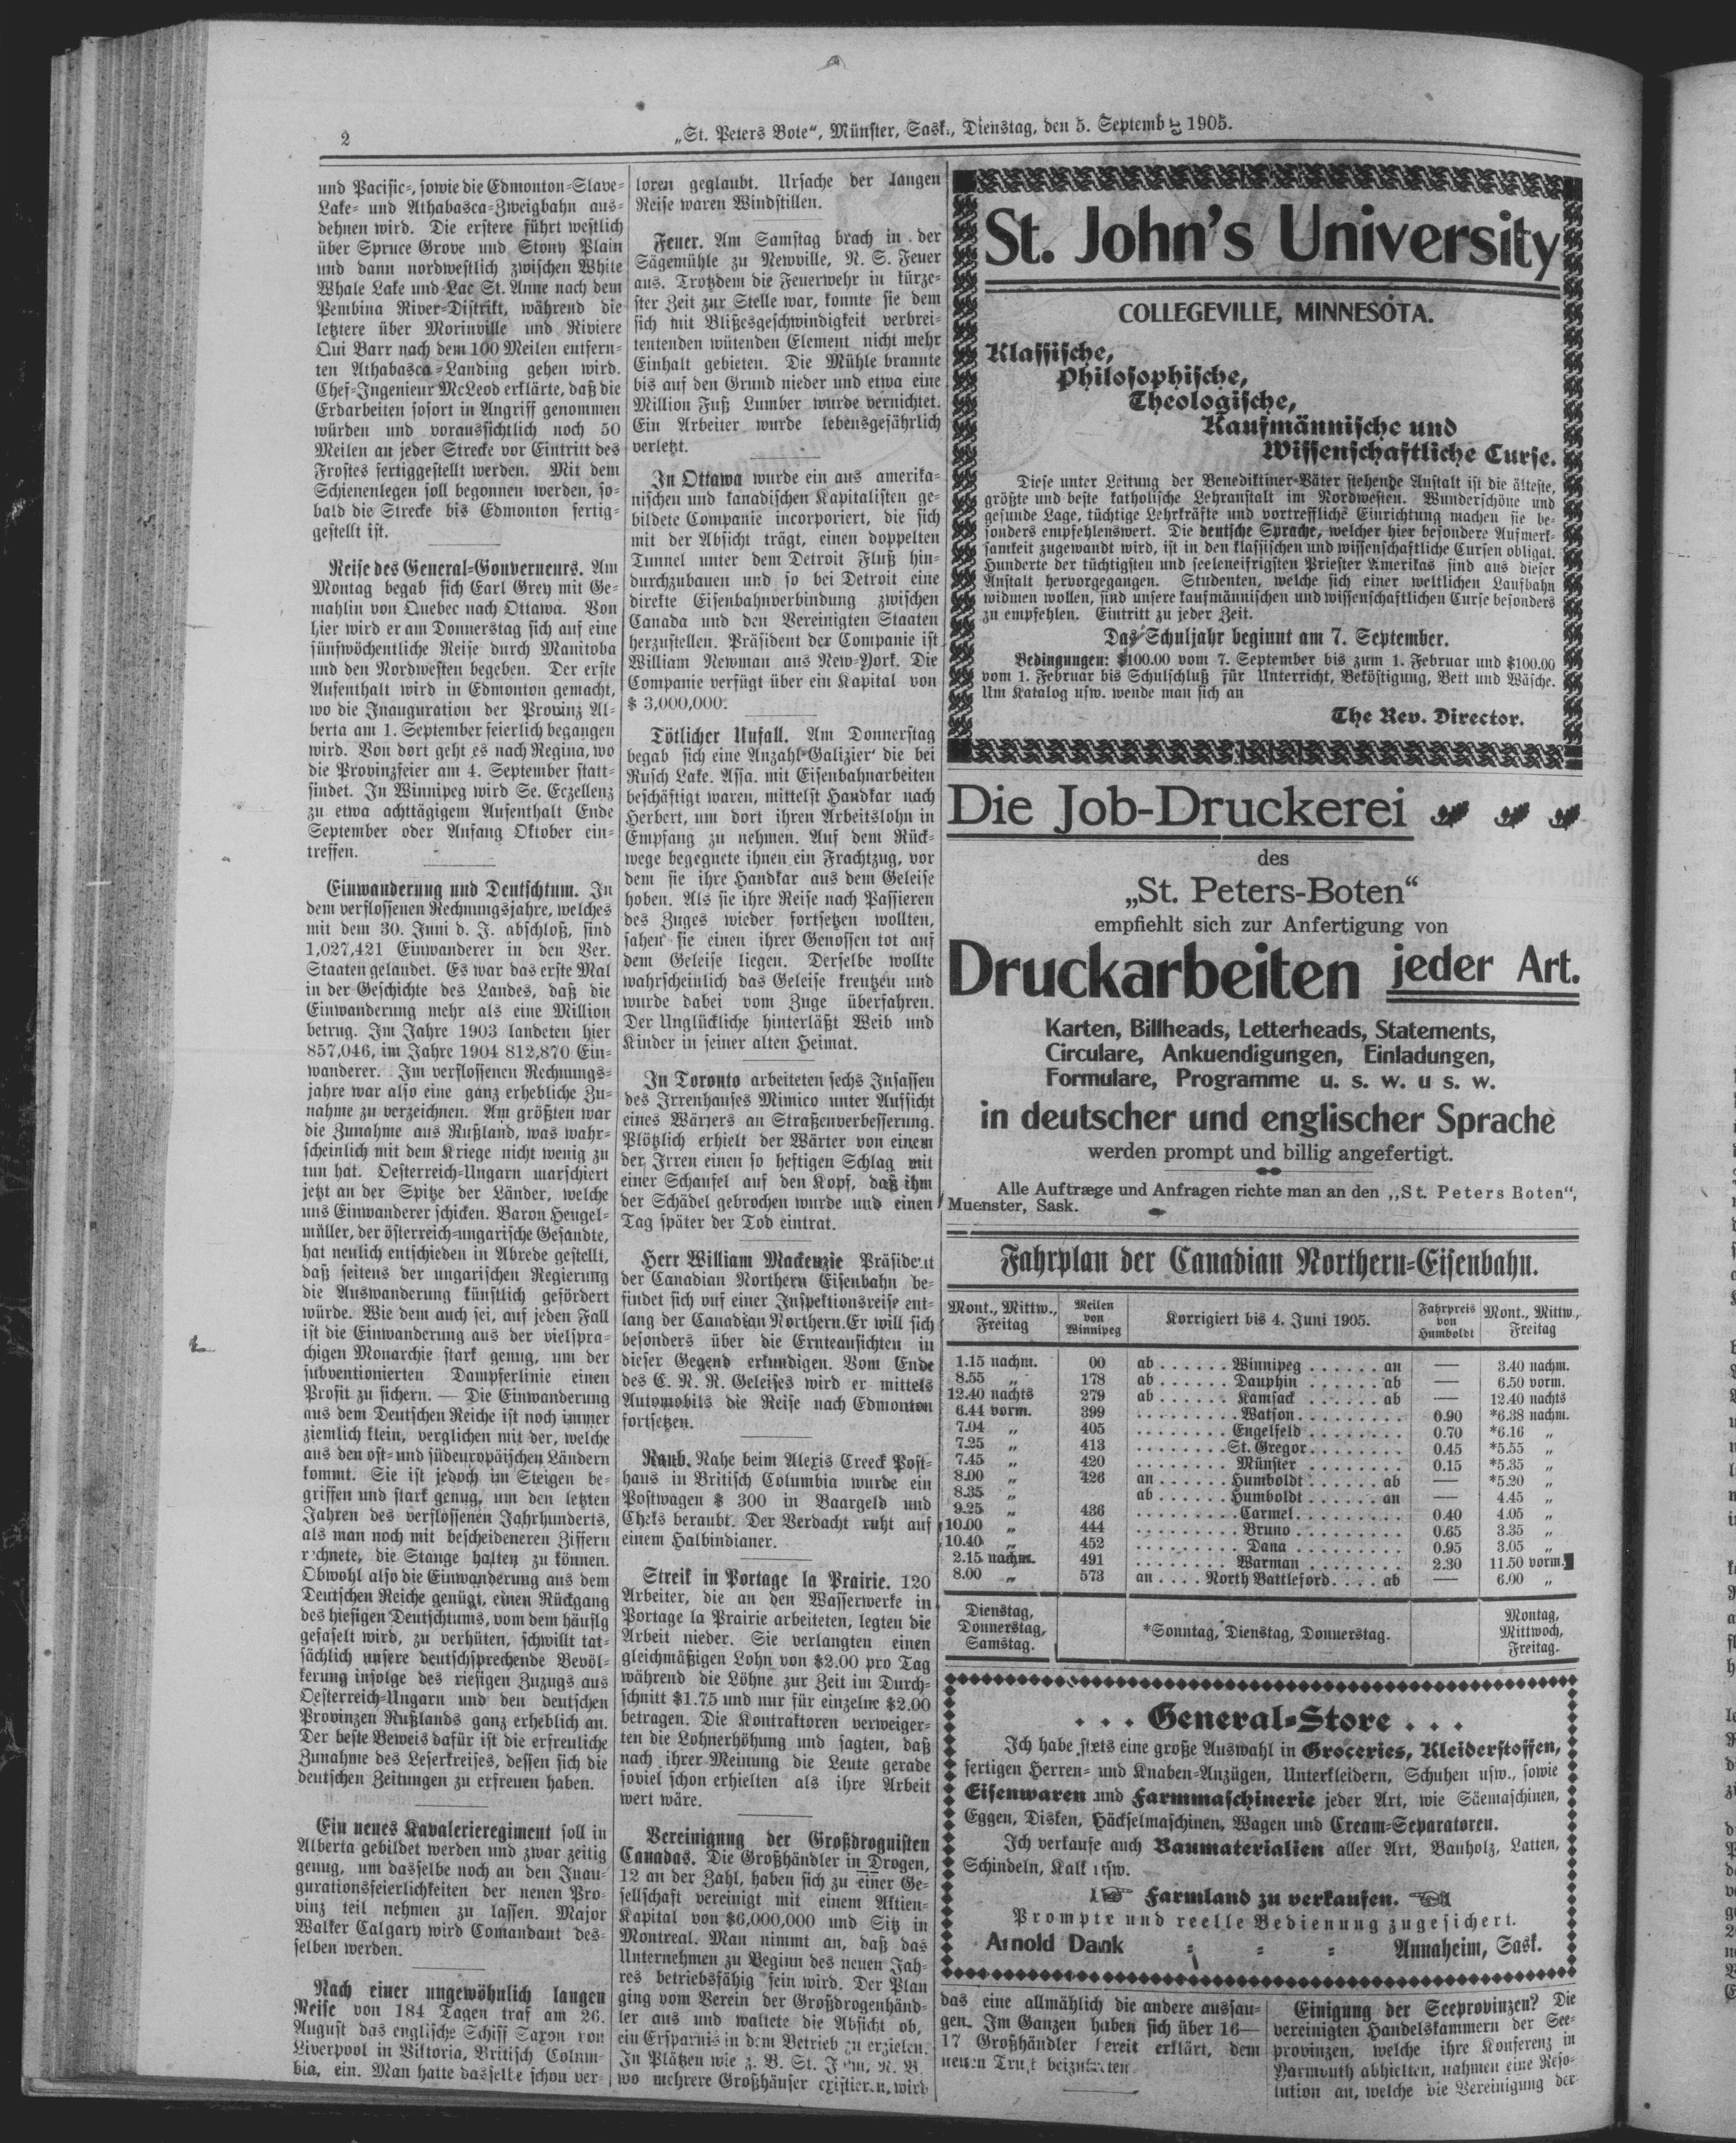 2
„St. Peters Bote“, Münster, Sask., Dienstag, den 5. September 1905.
und Pacific-, sowie die Edmonton-Slave-
Lake- und Athabasca-Zweigbahn aus-
dehnen wird. Die erstere führt westlich
über Spruce Grove und Stony Plain
und dann nordwestlich zwischen White
Whale Lake und Lac St. Anne nach dem
Pembina River-Distrikt, während die
letztere über Morinville und Riviere
Qui Barr nach dem 100 Meilen entfern-
ten Athabasca-Landing gehen wird.
Chef-Ingenieur McLeod erklärte, daß die
Erdarbeiten sofort in Angriff genommen
würden und voraussichtlich noch 50
Meilen an jeder Strecke vor Eintritt des
Frostes fertiggestellt werden. Mit dem
Schienenlegen soll begonnen werden, so-
bald die Strecke bis Edmonton fertig-
gestellt ist.
Reise des General-Gouverneurs. Am
Montag begab sich Earl Grey mit Ge-
mahlin von Quebec nach Ottawa. Von
hier wird er am Donnerstag sich auf eine
fünfwöchentliche Reise durch Manitoba
und den Nordwesten begeben. Der erste
Aufenthalt wird in Edmonton gemacht,
wo die Inauguration der Provinz Al-
berta am 1. September feierlich begangen
wird. Von dort geht es nach Regina, wo
die Provinzfeier am 4. September statt-
findet. In Winnipeg wird Se. Eczellenz
zu etwa achttägigem Aufenthalt Ende
September oder Anfang Oktober ein-
treffen.
Einwanderung und Deutschtum. In
dem verflossenen Rechnungsjahre, welches
mit dem 30. Juni d. J. abschloß, sind
1,027,421 Einwanderer in den Ver.
Staaten gelandet. Es war das erste Mal
in der Geschichte des Landes, daß die
Einwanderung mehr als eine Million
betrug. Im Jahre 1903 landeten hier
857,046, im Jahre 1904 812,870 Ein-
wanderer. Im verflossenen Rechnungs-
jahre war also eine ganz erhebliche Zu-
nahme zu verzeichnen. Am größten war
die Zunahme aus Rußland, was wahr-
scheinlich mit dem Kriege nicht wenig zu
tun hat. Oesterreich-Ungarn marschiert
jetzt an der Spitze der Länder, welche
uns Einwanderer schicken. Baron Hengel-
müller, der österreich-ungarische Gesandte,
hat neulich entschieden in Abrede gestellt,
daß seitens der ungarischen Regierung
die Auswanderung künstlich gefördert
würde. Wie dem auch sei, auf jeden Fall
ist die Einwanderung aus der vielspra-
chigen Monarchie stark genug, um der
subventionierten Dampferlinie einen
Profit zu sichern. — Die Einwanderung
aus dem Deutschen Reiche ist noch immer
ziemlich klein, verglichen mit der, welche
aus den ost- und südeuropäischen Ländern
kommt. Sie ist jedoch im Steigen be-
griffen und stark genug, um den letzten
Jahren des verflossenen Jahrhunderts,
als man noch mit bescheideneren Ziffern
rechnete, die Stange halten zu können.
Obwohl also die Einwanderung aus dem
Deutschen Reiche genügt, einen Rückgang
des hiesigen Deutschtums, vom dem häufig
gefaselt wird, zu verhüten, schwillt tat-
sächlich unsere deutschsprechende Bevöl-
kerung infolge des riesigen Zuzugs aus
Oesterreich-Ungarn und den deutschen
Provinzen Rußlands ganz erheblich an.
Der beste Beweis dafür ist die erfreuliche
Zunahme des Leserkreises, dessen sich die
deutschen Zeitungen zu erfreuen haben.
Ein neues Kavalerieregiment soll in
Alberta gebildet werden und zwar zeitig
genug, um dasselbe noch an den Inau-
gurationsfeierlichkeiten der neuen Pro-
vinz teil nehmen zu lassen. Major
Walker Calgary wird Comandant des-
selben werden.
Nach einer ungewöhnlich langen
Reise von 184 Tagen traf am 26.
August das englische Schiff Saxon von
Liverpool in Viktoria, Britisch Colum-
bia, ein. Man hatte dasselbe schon ver-
loren geglaubt. Ursache der langen
Reise waren Windstillen.
Feuer. Am Samstag brach in der
Sägemühle zu Newville, N. S. Feuer
aus. Trotzdem die Feuerwehr in kürze-
ster Zeit zur Stelle war, konnte sie dem
sich mit Blitzesgeschwindigkeit verbrei-
tentenden wütenden Element nicht mehr
Einhalt gebieten. Die Mühle brannte
bis auf den Grund nieder und etwa eine
Million Fuß Lumber wurde vernichtet.
Ein Arbeiter wurde lebensgefährlich
verletzt.
In Ottawa wurde ein aus amerika-
nischen und kanadischen Kapitalisten ge-
bildete Companie incorporiert, die sich
mit der Absicht trägt, einen doppelten
Tunnel unter dem Detroit Fluß hin-
durchzubauen und so bei Detroit eine
direkte Eisenbahnverbindung zwischen
Canada und den Vereinigten Staaten
herzustellen. Präsident der Companie ist
William Newman aus New-York. Die
Companie verfügt über ein Kapital von
$ 3,000,000.
Tötlicher Unfall. Am Donnerstag
begab sich eine Anzahl Galizier die bei
Rusch Lake. Assa. mit Eisenbahnarbeiten
beschäftigt waren, mittelst Handkar nach
Herbert, um dort ihren Arbeitslohn in
Empfang zu nehmen. Auf dem Rück-
wege begegnete ihnen ein Frachtzug, vor
dem sie ihre Handkar aus dem Geleise
hoben. Als sie ihre Reise nach Passieren
des Zuges wieder fortsetzen wollten,
sahen sie einen ihrer Genossen tot auf
dem Geleise liegen. Derselbe wollte
wahrscheinlich das Geleise kreutzen und
wurde dabei vom Zuge überfahren.
Der Unglückliche hinterläßt Weib und
Kinder in seiner alten Heimat.
In Toronto arbeiteten sechs Insassen
des Irrenhauses Mimico unter Aufsicht
eines Wärters an Straßenverbesserung.
Plötzlich erhielt der Wärter von einem
der Irren einen so heftigen Schlag mit
einer Schaufel auf den Kopf, daß ihm
der Schädel gebrochen wurde und einen
Tag später der Tod eintrat.
Herr William Mackenzie Präsident
der Canadian Northern Eisenbahn be-
findet sich auf einer Inspektionsreise ent-
lang der Canadian Northern. Er will sich
besonders über die Ernteausichten in
dieser Gegend erkundigen. Vom Ende
des C. N. R. Geleises wird er mittels
Automobils die Reise nach Edmonton
fortsetzen.
Raub. Nahe beim Alexis Creeck Post-
haus in Britisch Columbia wurde ein
Postwagen $ 300 in Baargeld und
Cheks beraubt. Der Verdacht ruht auf
einem Halbindianer.
Streik in Portage la Prairie. 120
Arbeiter, die an den Wasserwerke in
Portage la Prairie arbeiteten, legten die
Arbeit nieder. Sie verlangten einen
gleichmäßigen Lohn von $2.00 pro Tag
während die Löhne zur Zeit im Durch-
schnitt $1.75 und nur für einzelne $2.00
betragen. Die Kontraktoren verweiger-
ten die Lohnerhöhung und sagten, daß
nach ihrer Meinung die Leute gerade
soviel schon erhielten als ihre Arbeit
wert wäre.
Vereinigung der Großdroguisten
Canadas. Die Großhändler in Drogen,
12 an der Zahl, haben sich zu einer Ge-
sellschaft vereinigt mit einem Aktien-
Kapital von $6,000,000 und Sitz in
Montreal. Man nimmt an, daß das
Unternehmen zu Beginn des neuen Jah-
res betriebsfähig sein wird. Der Plan
ging vom Verein der Großdrogenhänd-
ler aus und waltete die Absicht ob,
ein Ersparnis in dem Betrieb zu erzielen.
In Plätzen wie z. B. St. John, N. B.
wo mehrere Großhäuser existieren, wird
St. John's University
COLLEGEVILLE, MINNESOTA.
Klassische,
Philosophische,
Theologische,
Kaufmännische und
Wissenschaftliche Curse.
Diese unter Leitung der Benediktiner-Väter stehende Anstalt ist die älteste,
größte und beste katholische Lehranstalt im Nordwesten. Wunderschöne und
gesunde Lage, tüchtige Lehrkräfte und vortreffliche Einrichtung machen sie be-
sonders empfehlenswert. Die deutsche Sprache, welcher hier besondere Aufmerk-
samkeit zugewandt wird, ist in den klassischen und wissenschaftliche Cursen obligat.
Hunderte der tüchtigsten und seeleneifrigsten Priester Amerikas sind aus dieser
Anstalt hervorgegangen. Studenten, welche sich einer weltlichen Laufbahn
widmen wollen, sind unsere kaufmännischen und wissenschaftlichen Curse besonders
zu empfehlen. Eintritt zu jeder Zeit.
Das Schuljahr beginnt am 7. September.
Bedingungen: $100.00 vom 7. September bis zum 1. Februar und $100.00
vom 1. Februar bis Schulschluß für Unterricht, Beköstigung, Bett und Wäsche.
Um Katalog usw. wende man sich an
The Rev. Director.
Die Job-Druckerei
des
„St. Peters-Boten“
empfiehlt sich zur Anfertigung von
Druckarbeiten jeder Art.
Karten, Billheads, Letterheads, Statements,
Circulare, Ankuendigungen, Einladungen,
Formulare, Programme u. s. w. u s. w.
in deutscher und englischer Sprache
werden prompt und billig angefertigt.
Alle Auftræge und Anfragen richte man an den ,,St. Peters Boten“,
Muenster, Sask.
Fahrplan der Canadian Northern-Eisenbahn.
Mont., Mittw., Freitag | Meilen von Winnipeg | Korrigiert bis 4. Juni 1905. | Fahrpreis von Humboldt | Mont., Mittw., Freitag
1.15 nachm. 00 ab . . . . . . Winnipeg . . . . . . an — 3.40 nachm.
8.55 „ 178 ab . . . . . . Dauphin . . . . . . ab — 6.50 vorm.
12.40 nachts 279 ab . . . . . . Kamsack . . . . . . ab — 12.40 nachts
6.44 vorm. 399 . . . . . . . . . Watson . . . . . . . . . 0.90 *6.38 nachm.
7.04 „ 405 . . . . . . . . Engelfeld . . . . . . . . . 0.70 *6.16 „
7.25 „ 413 . . . . . . . . St. Gregor . . . . . . . . 0.45 *5.55 „
7.45 „ 420 . . . . . . . . Münster . . . . . . . . 0.15 *5.35 „
8.00 „ 426 an . . . . . . Humboldt . . . . . . ab — *5.20 „
8.35 „ ab . . . . . . Humboldt . . . . . . an — 4.45 „
9.25 „ 436 . . . . . . . . . Carmel . . . . . . . . . 0.40 4.05 „
10.00 „ 444 . . . . . . . . . Bruno . . . . . . . . . 0.65 3.35 „
10.40 „ 452 . . . . . . . . . Dana . . . . . . . . . 0.95 3.05 „
2.15 nachm. 491 . . . . . . . . Warman . . . . . . . . 2.30 11.50 vorm.
8.00 „ 573 an . . . . North Battleford . . . . ab — 6.00 „
Dienstag, Donnerstag, Samstag. | *Sonntag, Dienstag, Donnerstag. | Montag, Mittwoch, Freitag.
. . . General-Store . . .
Ich habe stets eine große Auswahl in Groceries, Kleiderstoffen,
fertigen Herren- und Knaben-Anzügen, Unterkleidern, Schuhen usw., sowie
Eisenwaren und Farmmaschinerie jeder Art, wie Säemaschinen,
Eggen, Disken, Häckselmaschinen, Wagen und Cream-Separatoren.
Ich verkaufe auch Baumaterialien aller Art, Bauholz, Latten,
Schindeln, Kalk usw.
Farmland zu verkaufen.
Prompte und reelle Bedienung zugesichert.
Arnold Dank - - - Annaheim, Sask.
das eine allmählich die andere aussau-
gen. Im Ganzen haben sich über 16—
17 Großhändler bereit erklärt, dem
neuen Trust beizutreten.
Einigung der Seeprovinzen? Die
vereinigten Handelskammern der See-
provinzen, welche ihre Konferenz in
Yarmouth abhielten, nahmen eine Reso-
lution an, welche die Vereinigung der